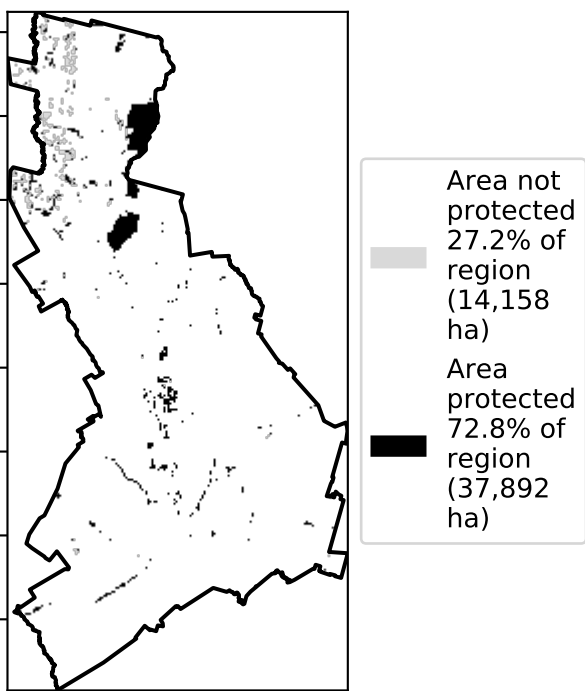 Area not
protected
27.2% of
region
(14,158
ha)
Area
protected
72.8% of
region
(37,892
ha)